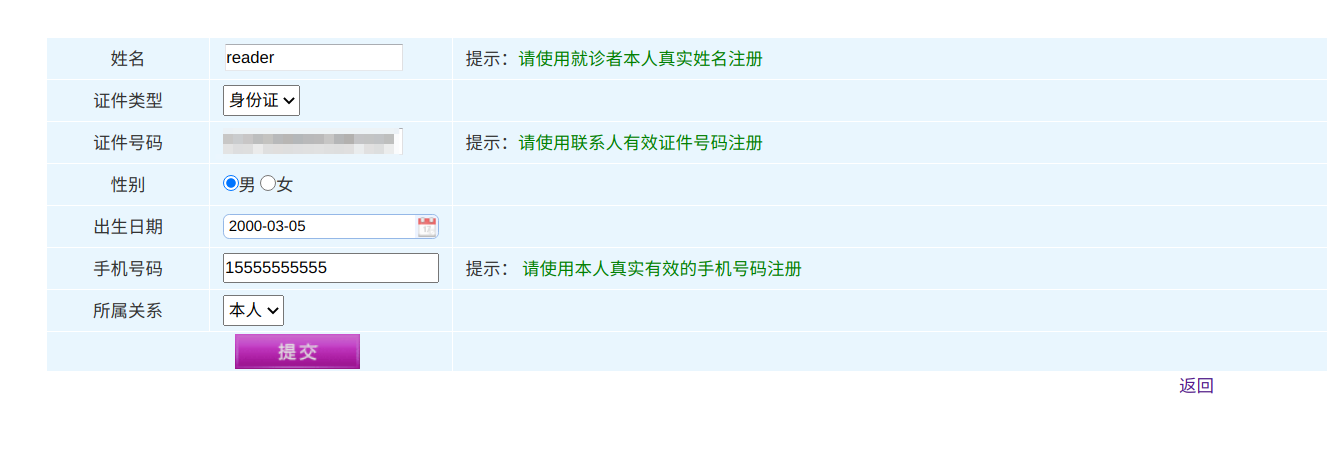 姓名 reader 提示：请使用就诊者本人真实姓名注册
证件类型 身份证
证件号码 提示：请使用联系人有效证件号码注册
性别 男 女
出生日期 2000-03-05 17
手机号码 15555555555 提示： 请使用本人真实有效的手机号码注册
所属关系 本人
提交
返回